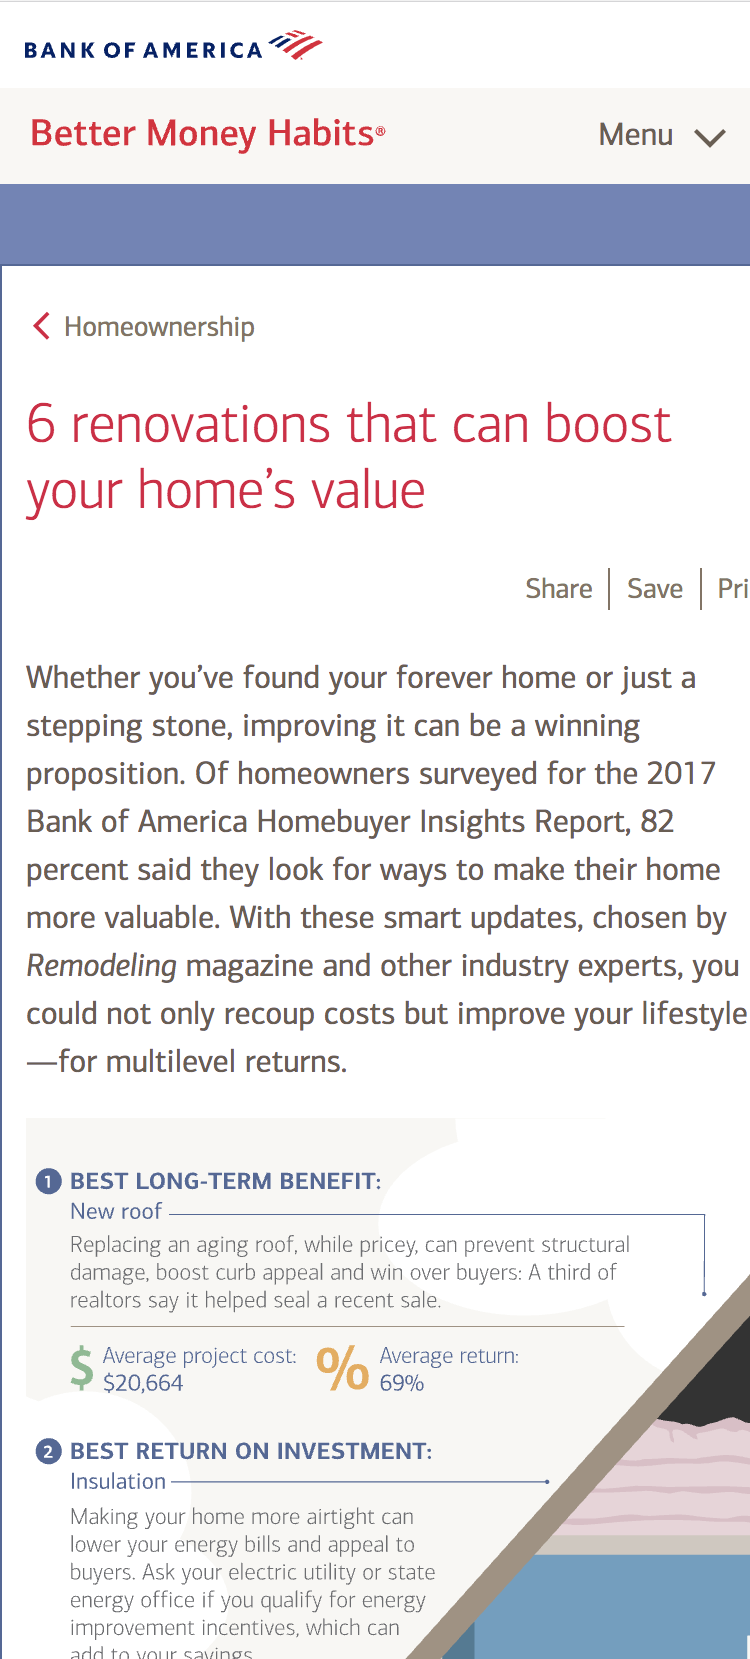 BANK OF AMERICA
Better Money Habits®
Menu
Homeownership
6 renovations that can boost
your home's value
Share
Save
Pri
Whether you've found your forever home or just a
stepping stone, improving it can be a winning
proposition. Of homeowners surveyed for the 2017
Bank of America Homebuyer Insights Report, 82
percent said they look for ways to make their home
more valuable. With these smart updates, chosen by
Remodeling magazine and other industry experts, you
could not only recoup costs but improve your lifestyle
—for multilevel returns.
1 BEST LONG-TERM BENEFIT:
New roof
Replacing an aging roof, while pricey, can prevent structural
damage, boost curb appeal and win over buyers: A third of
realtors say it helped seal a recent sale.
$ Average project cost:
$20,664
% Average return:
69%
2 BEST RETURN ON INVESTMENT:
Insulation
Making your home more airtight can
lower your energy bills and appeal to
buyers. Ask your electric utility or state
energy office if you qualify for energy
improvement incentives, which can
add to your savings.